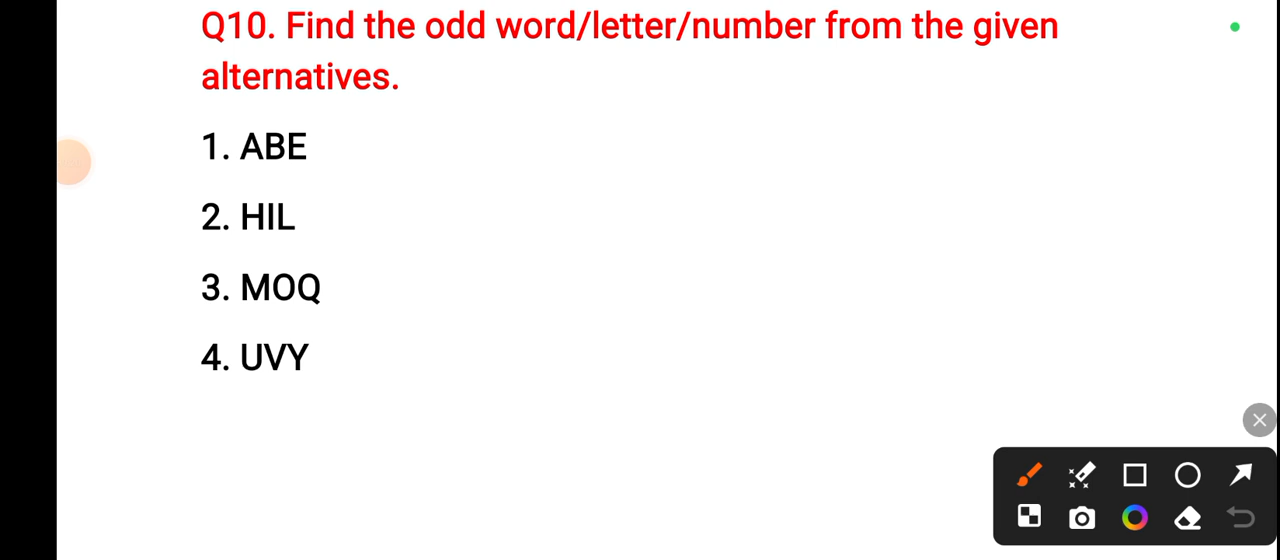 Q10. Find the odd word/letter/number from the given
alternatives.
1. ABE
2. HIL
3. MOQ
4. UVY